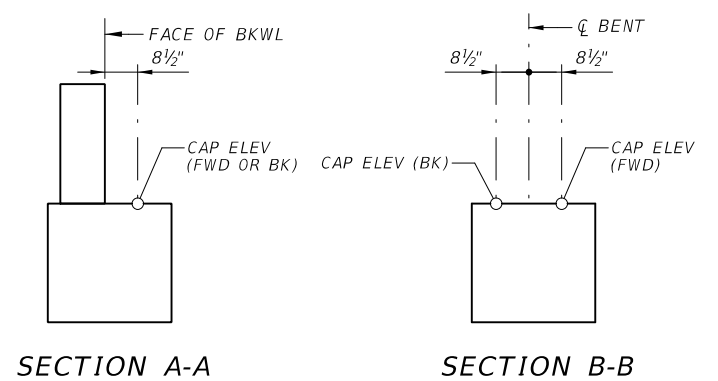 FACE OF BKWL
8½"
CAP ELEV
(FWD OR BK)
SECTION A-A
℄ BENT
8½" 8½"
CAP ELEV (BK)
CAP ELEV
(FWD)
SECTION B-B